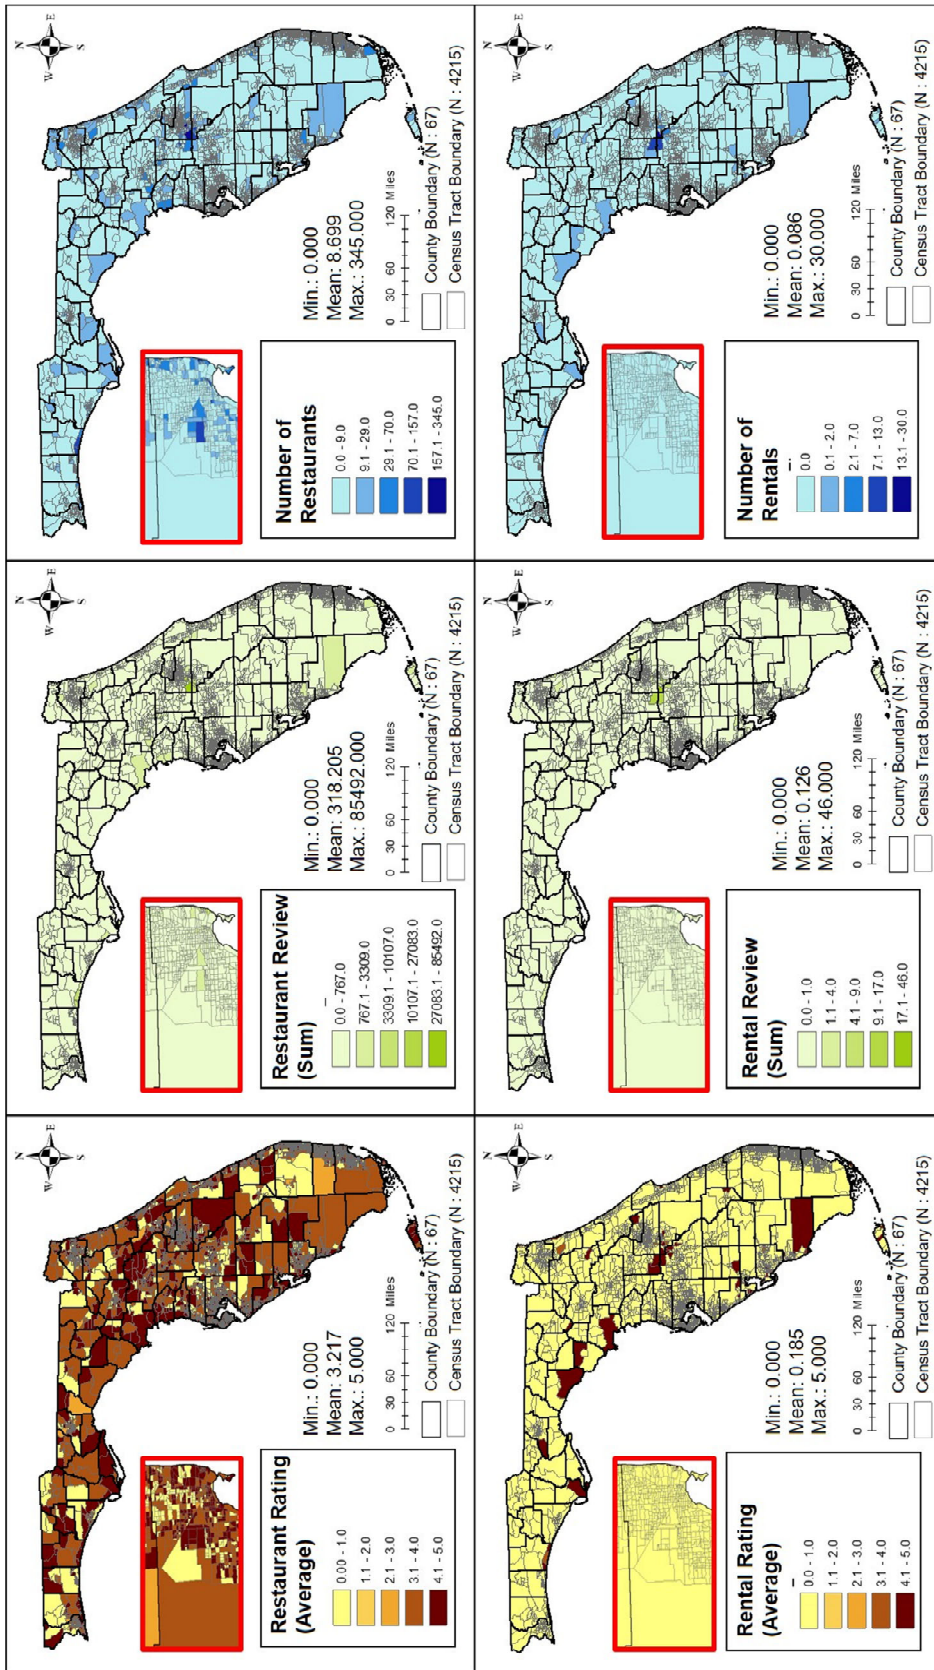 N
W
E
S
Restaurant Rating
(Average)
0.00 - 1.0
1.1 - 2.0
2.1 - 3.0
3.1 - 4.0
4.1 - 5.0
Min.: 0.000
Mean: 3.217
Max.: 5.000
0 30 60 120 Miles
County Boundary (N : 67)
Census Tract Boundary (N : 4215)
N
W
E
S
Restaurant Review
(Sum)
0.0 - 767.0
767.1 - 3309.0
3309.1 - 10107.0
10107.1 - 27083.0
27083.1 - 85492.0
Min.: 0.000
Mean: 318.205
Max.: 85492.000
0 30 60 120 Miles
County Boundary (N : 67)
Census Tract Boundary (N : 4215)
N
W
E
S
Number of
Restaurants
0.0 - 9.0
9.1 - 29.0
29.1 - 70.0
70.1 - 157.0
157.1 - 345.0
Min.: 0.000
Mean: 8.699
Max.: 345.000
0 30 60 120 Miles
County Boundary (N : 67)
Census Tract Boundary (N : 4215)
N
W
E
S
Rental Rating
(Average)
0.0 - 1.0
1.1 - 2.0
2.1 - 3.0
3.1 - 4.0
4.1 - 5.0
Min.: 0.000
Mean: 0.185
Max.: 5.000
0 30 60 120 Miles
County Boundary (N : 67)
Census Tract Boundary (N : 4215)
N
W
E
S
Rental Review
(Sum)
0.0 - 1.0
1.1 - 4.0
4.1 - 9.0
9.1 - 17.0
17.1 - 46.0
Min.: 0.000
Mean: 0.126
Max.: 46.000
0 30 60 120 Miles
County Boundary (N : 67)
Census Tract Boundary (N : 4215)
N
W
E
S
Number of
Rentals
0.0
0.1 - 2.0
2.1 - 7.0
7.1 - 13.0
13.1 - 30.0
Min.: 0.000
Mean: 0.086
Max.: 30.000
0 30 60 120 Miles
County Boundary (N : 67)
Census Tract Boundary (N : 4215)